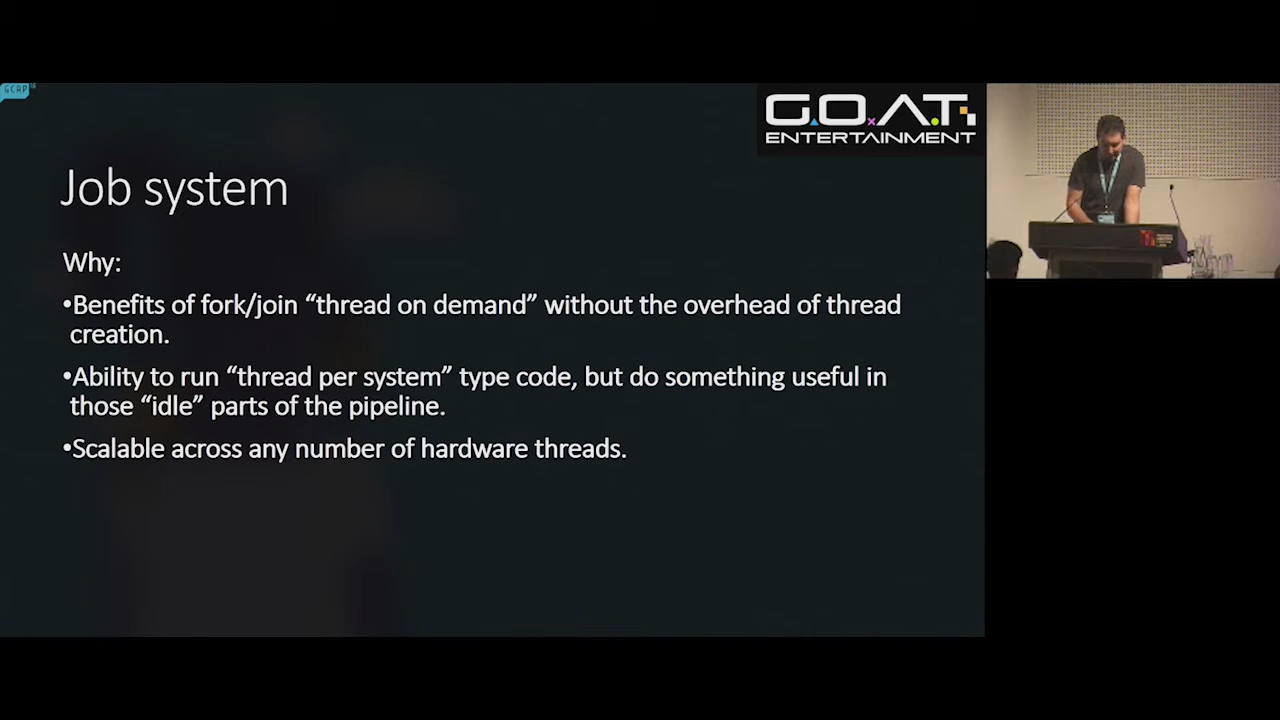 GCAP
G.O.A.T.
ENTERTAINMENT
Job system
Why:
•Benefits of fork/join “thread on demand” without the overhead of thread
creation.
•Ability to run “thread per system” type code, but do something useful in
those “idle” parts of the pipeline.
•Scalable across any number of hardware threads.